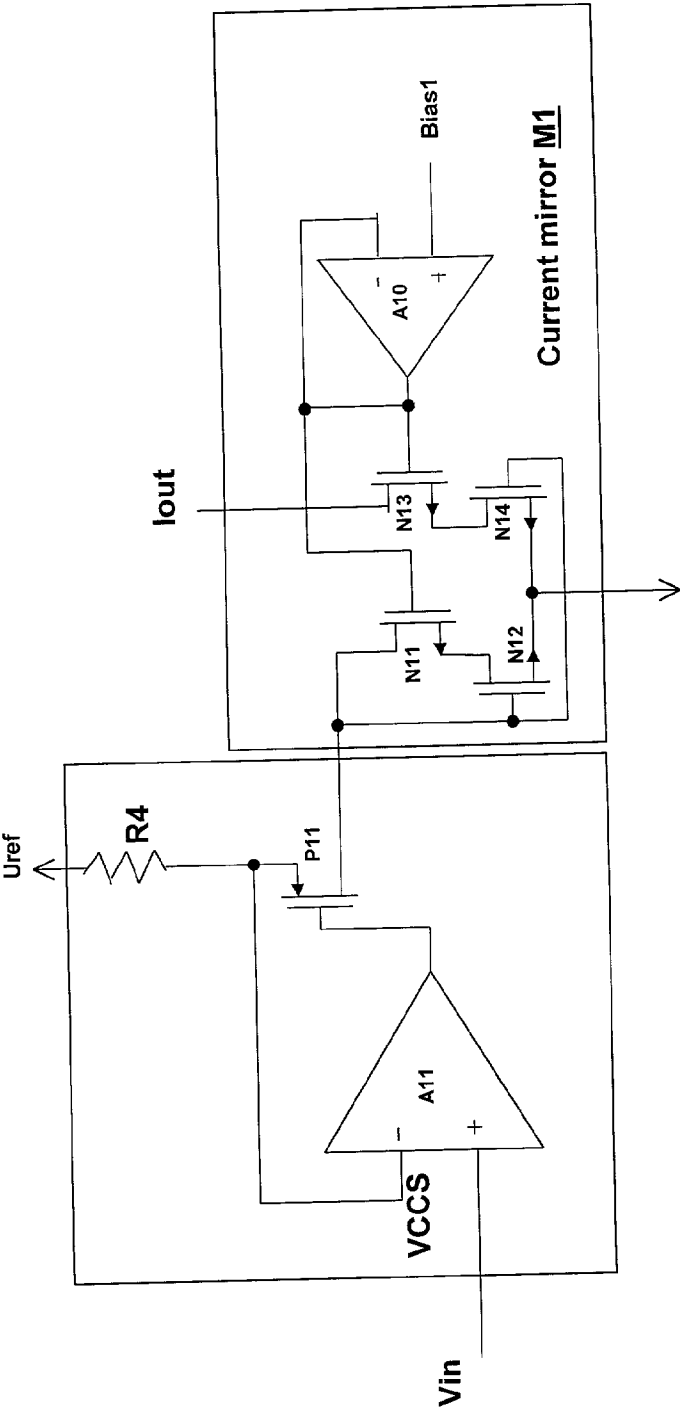 Uref
R4
P11
A11
-
+
VCCS
Vin
Iout
N11
N12
N13
N14
A10
-
+
Bias1
Current mirror M1